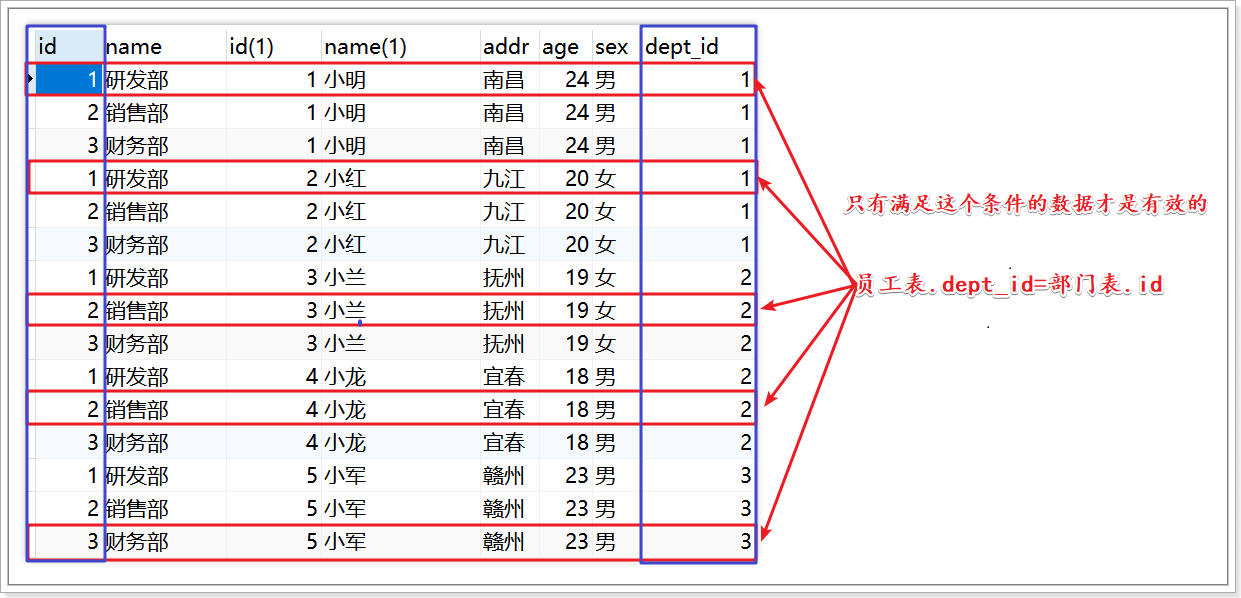 id name id(1) name(1) addr age sex dept_id
1 研发部 1 小明 南昌 24 男 1
2 销售部 1 小明 南昌 24 男 1
3 财务部 1 小明 南昌 24 男 1
1 研发部 2 小红 九江 20 女 1
2 销售部 2 小红 九江 20 女 1
只有满足这个条件的数据才是有效的
3 财务部 2 小红 九江 20 女 1
1 研发部 3 小兰 抚州 19 女 2
员工表.dept_id=部门表.id
2 销售部 3 小兰 抚州 19 女 2
3 财务部 3 小兰 抚州 19 女 2
1 研发部 4 小龙 宜春 18 男 2
2 销售部 4 小龙 宜春 18 男 2
3 财务部 4 小龙 宜春 18 男 2
1 研发部 5 小军 赣州 23 男 3
2 销售部 5 小军 赣州 23 男 3
3 财务部 5 小军 赣州 23 男 3